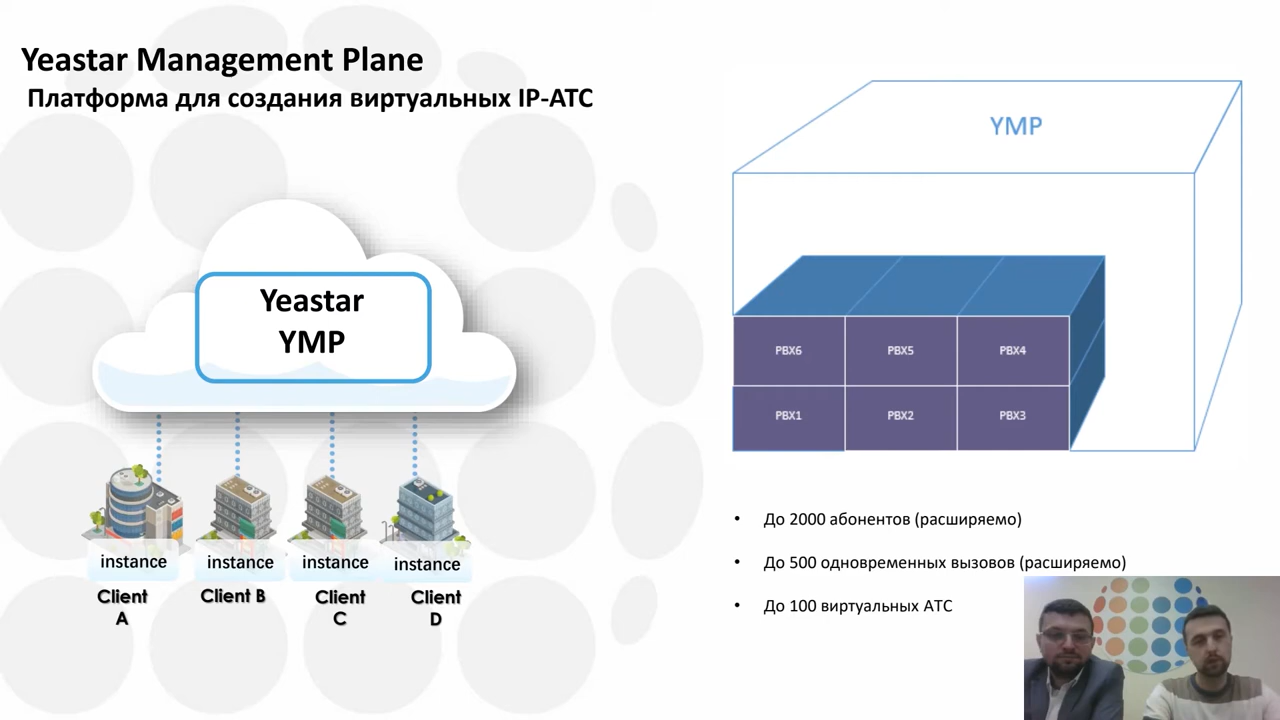 Yeastar Management Plane
Платформа для создания виртуальных IP-АТС
Yeastar
YMP
instance
instance
instance
instance
Client
A
Client B
Client
C
Client
D
YMP
PBX6
PBX5
PBX4
PBX1
PBX2
PBX3
• До 2000 абонентов (расширяемо)
• До 500 одновременных вызовов (расширяемо)
• До 100 виртуальных АТС